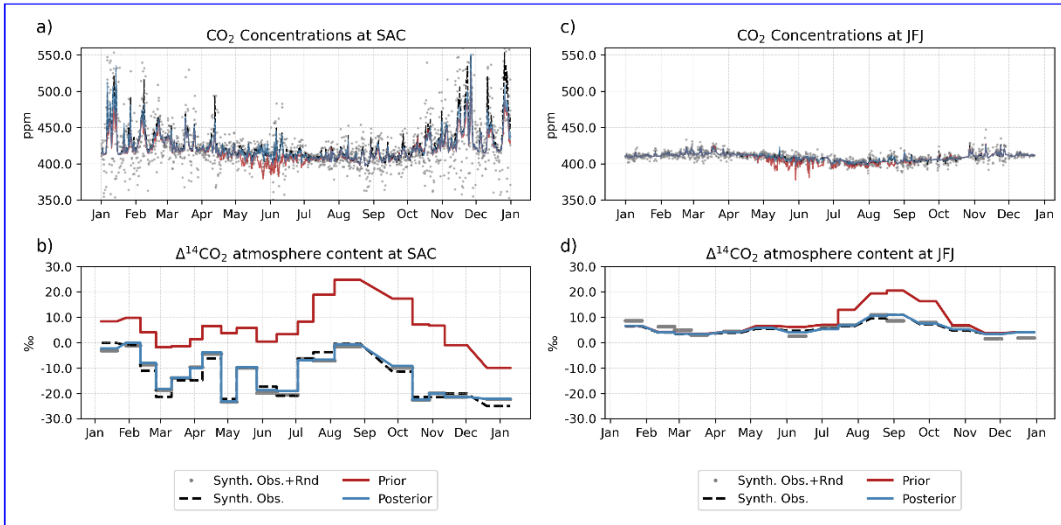 a)
CO₂ Concentrations at SAC
550.0
500.0
450.0
400.0
350.0
ppm
Jan Feb Mar Apr May Jun Jul Aug Sep Oct Nov Dec Jan
b)
Δ¹⁴CO₂ atmosphere content at SAC
30.0
20.0
10.0
0.0
-10.0
-20.0
-30.0
‰
Jan Feb Mar Apr May Jun Jul Aug Sep Oct Nov Dec Jan
Synth. Obs.+Rnd
Synth. Obs.
Prior
Posterior
c)
CO₂ Concentrations at JFJ
550.0
500.0
450.0
400.0
350.0
ppm
Jan Feb Mar Apr May Jun Jul Aug Sep Oct Nov Dec Jan
d)
Δ¹⁴CO₂ atmosphere content at JFJ
30.0
20.0
10.0
0.0
-10.0
-20.0
-30.0
‰
Jan Feb Mar Apr May Jun Jul Aug Sep Oct Nov Dec Jan
Synth. Obs.+Rnd
Synth. Obs.
Prior
Posterior